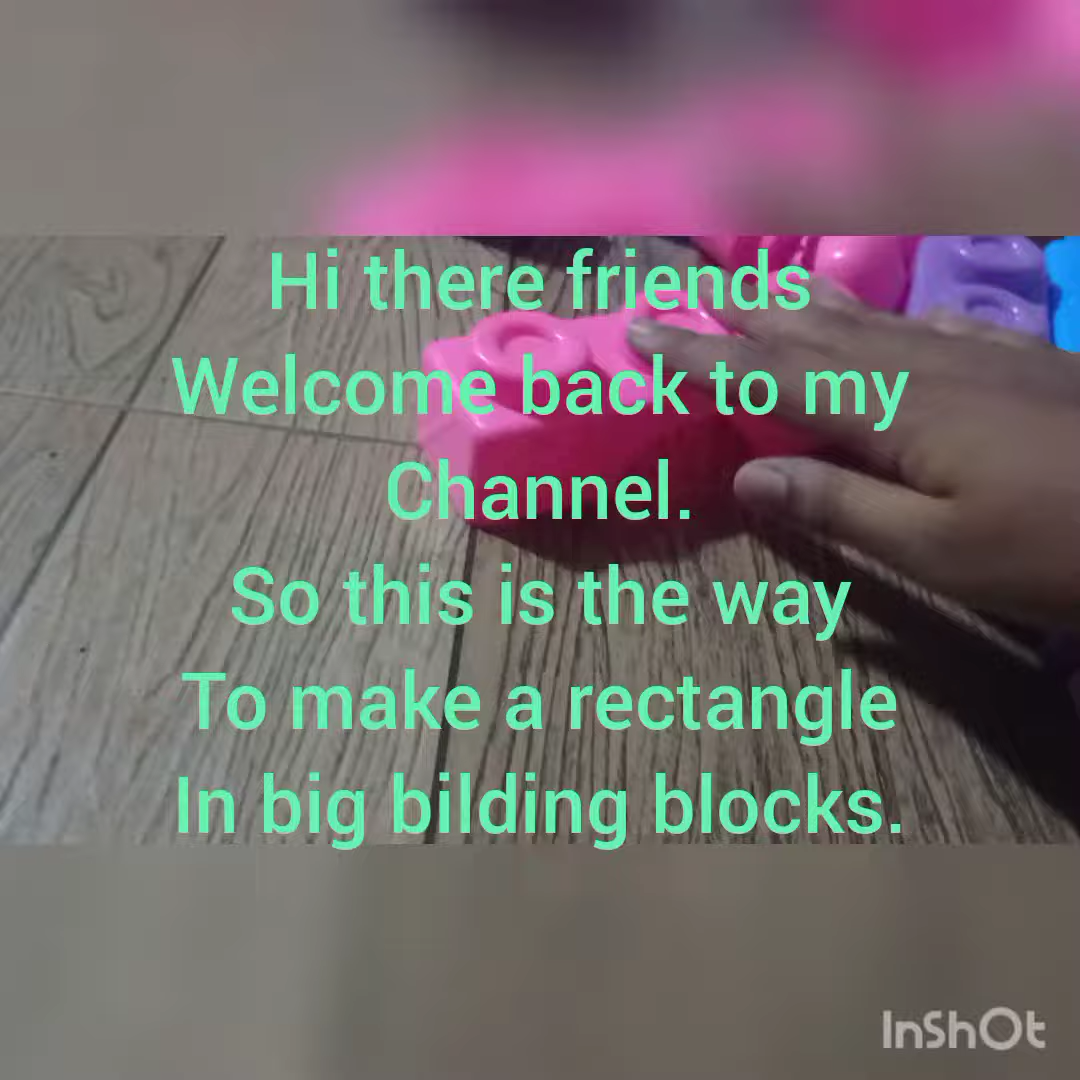 Hi there friends
Welcome back to my
Channel.
So this is the way
To make a rectangle
In big bilding blocks.
InShOt